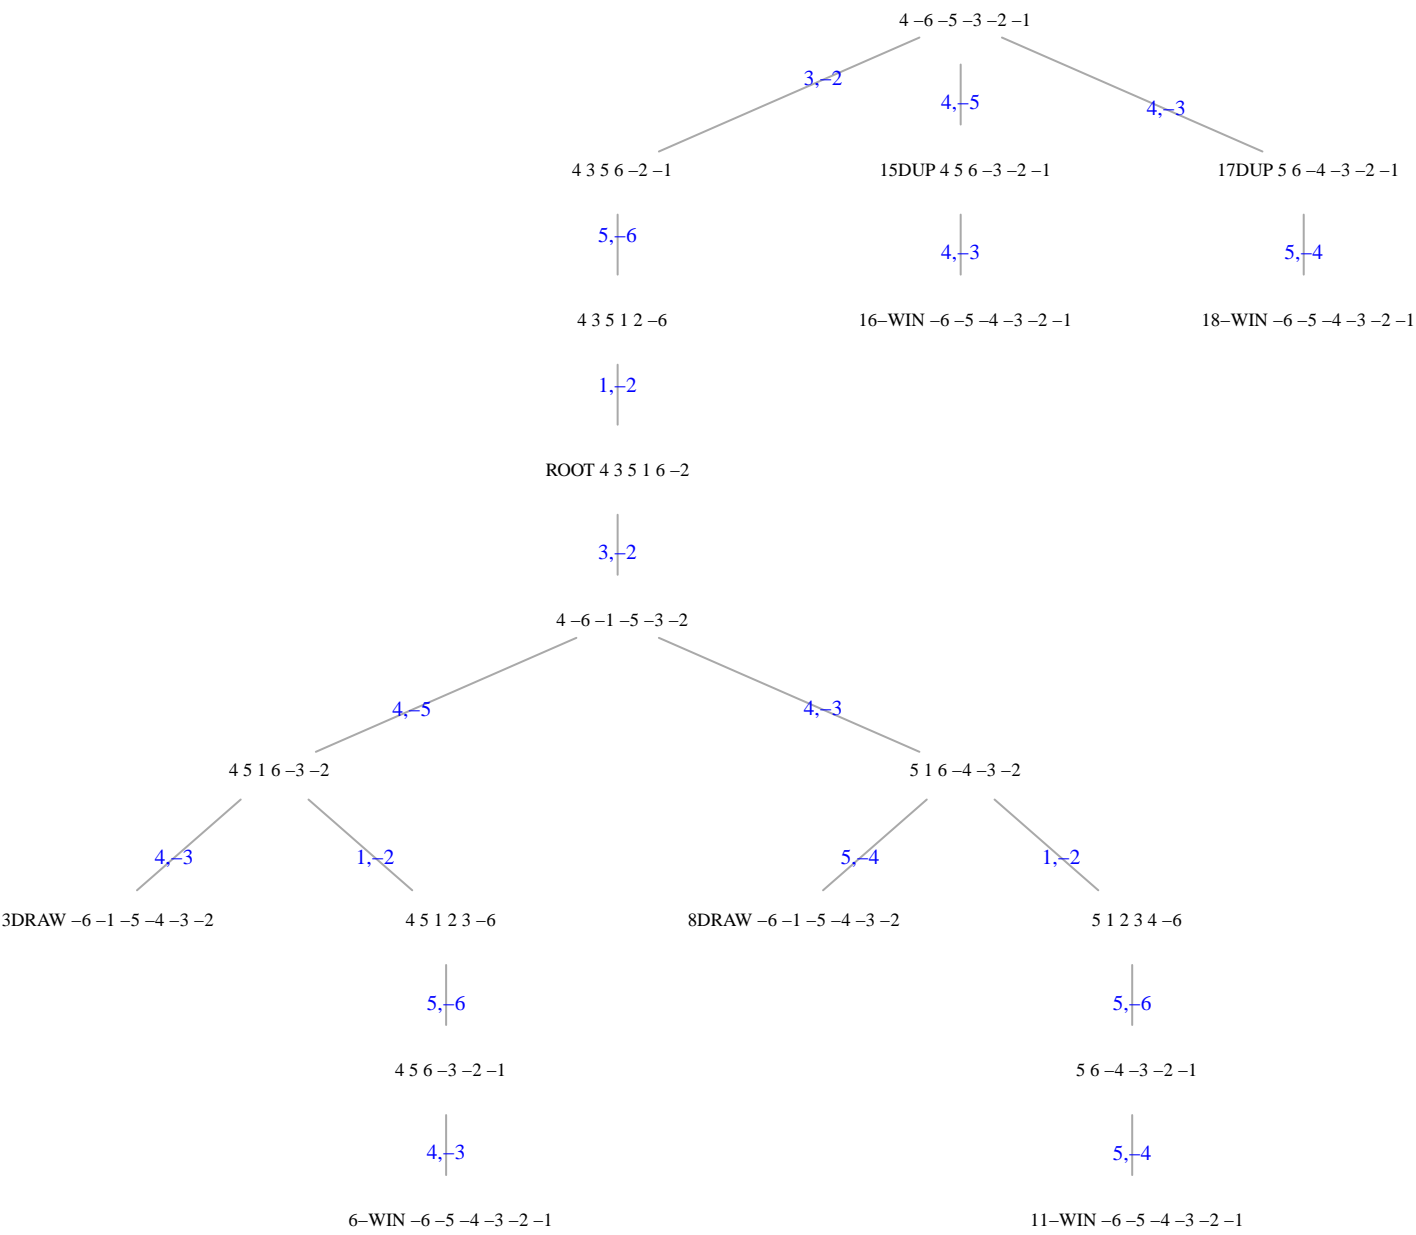 4 –6 –5 –3 –2 –1
3,–2
4,–5
4,–3
4 3 5 6 –2 –1
15DUP 4 5 6 –3 –2 –1
17DUP 5 6 –4 –3 –2 –1
5,–6
4,–3
5,–4
4 3 5 1 2 –6
16–WIN –6 –5 –4 –3 –2 –1
18–WIN –6 –5 –4 –3 –2 –1
1,–2
ROOT 4 3 5 1 6 –2
3,–2
4 –6 –1 –5 –3 –2
4,–5
4,–3
4 5 1 6 –3 –2
5 1 6 –4 –3 –2
4,–3
1,–2
5,–4
1,–2
3DRAW –6 –1 –5 –4 –3 –2
4 5 1 2 3 –6
8DRAW –6 –1 –5 –4 –3 –2
5 1 2 3 4 –6
5,–6
5,–6
4 5 6 –3 –2 –1
5 6 –4 –3 –2 –1
4,–3
5,–4
6–WIN –6 –5 –4 –3 –2 –1
11–WIN –6 –5 –4 –3 –2 –1